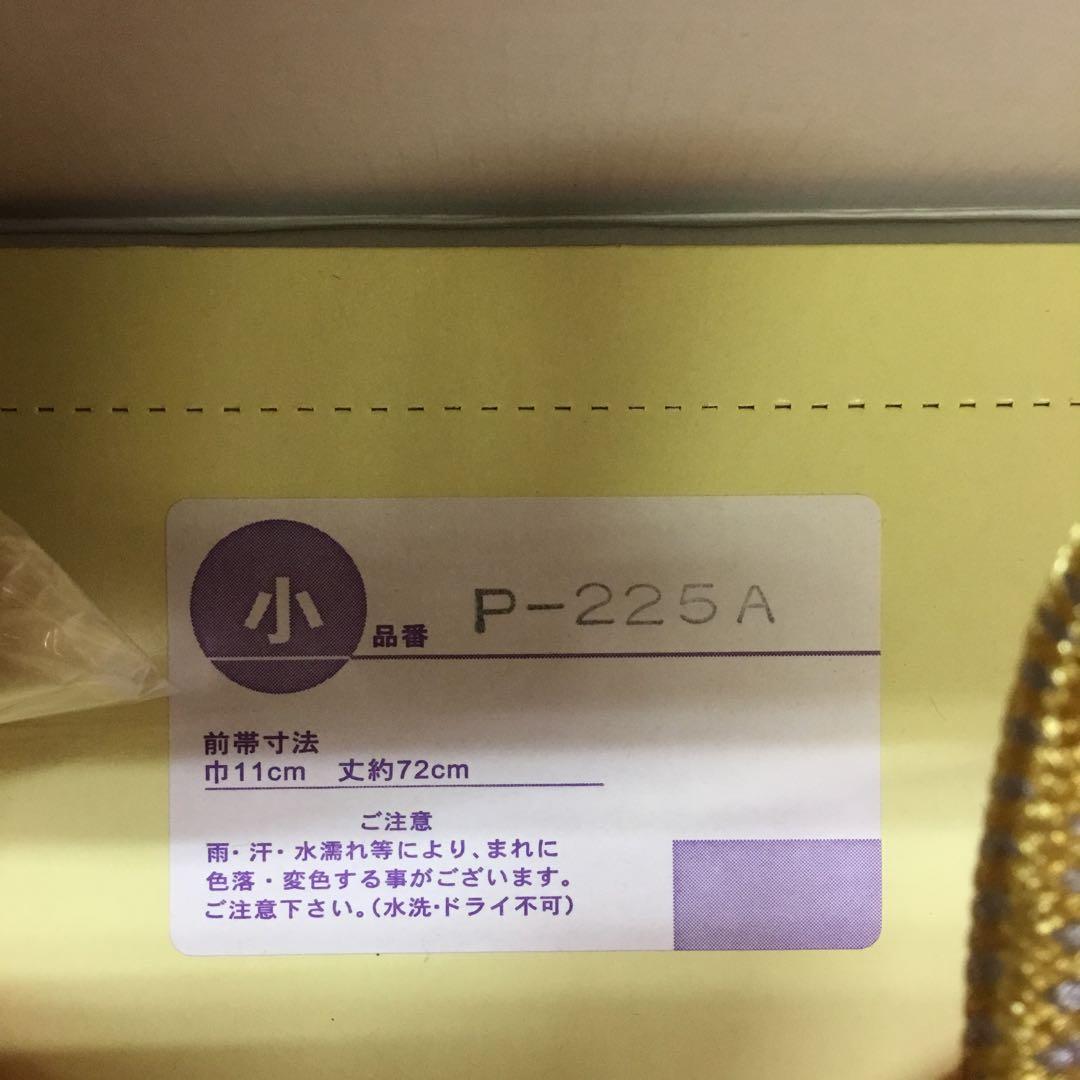 小
品番 P-225A
前帯寸法
巾11cm 丈約72cm
ご注意
雨・汗・水濡れ等により、まれに
色落・変色する事がございます。
ご注意下さい。(水洗・ドライ不可)